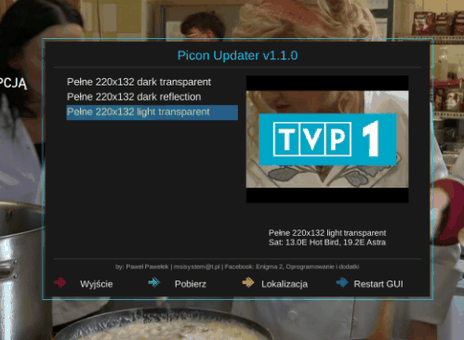 Picon Updater v1.1.0
PCJĄ
Pełne 220x132 dark transparent
Pełne 220x132 dark reflection
Pełne 220x132 light transparent
TVP 1
Pełne 220x132 light transparent
Sat: 13.0E Hot Bird, 19.2E Astra
by: Paweł Pawełek | msisystem@t.pl | Facebook: Enigma 2, Oprogramowanie i dodatki
Wyjście
Pobierz
Lokalizacja
Restart GUI